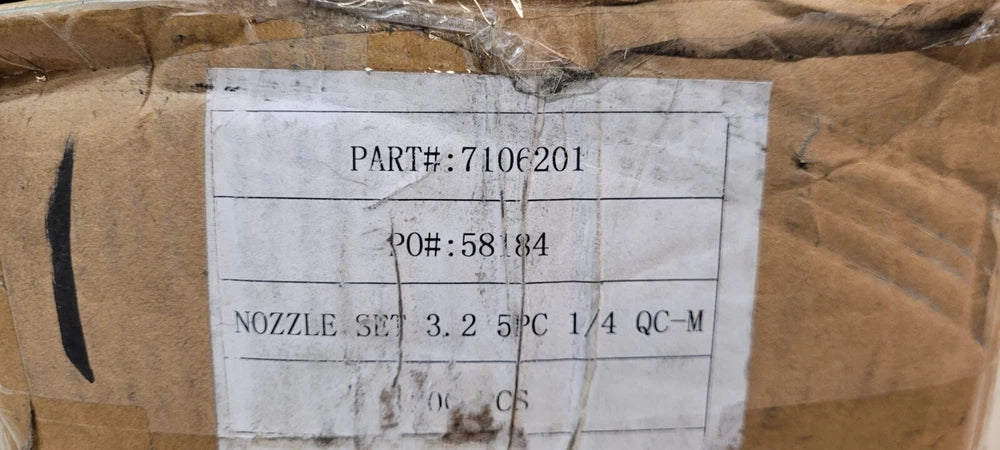 PART#:7106201
PO#:58184
NOZZLE SET 3.2 5PC 1/4 QC-M